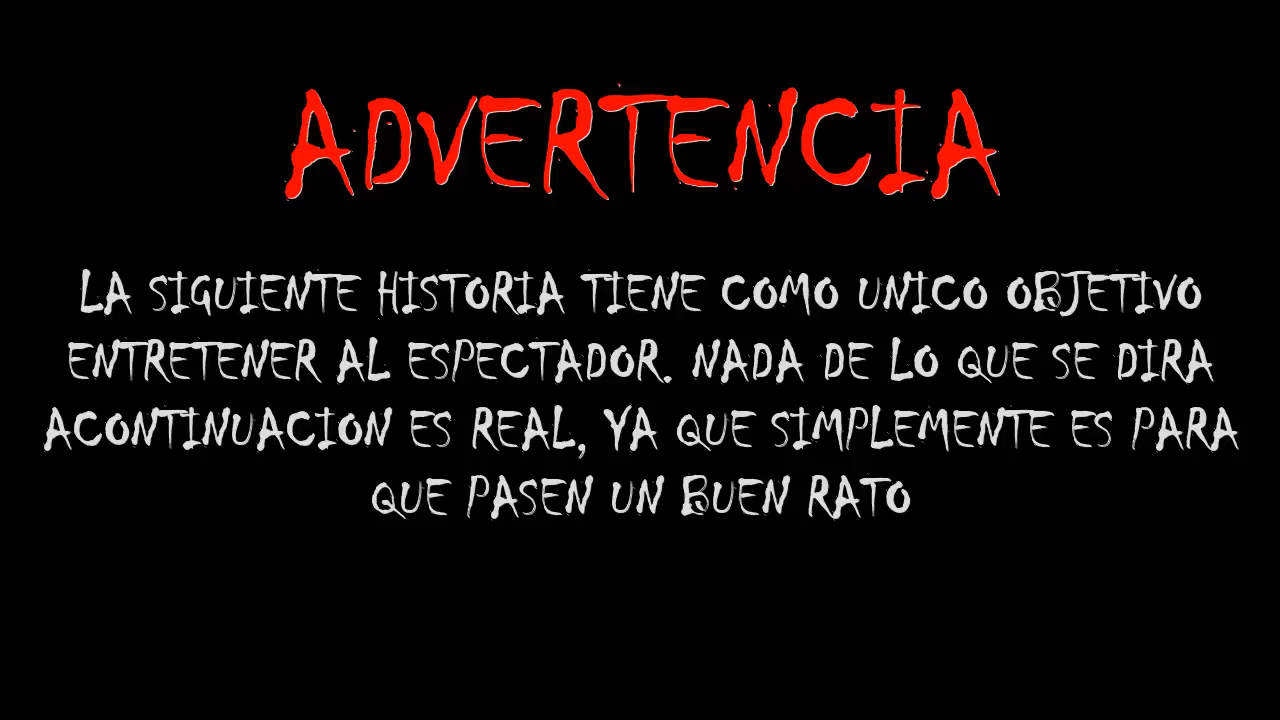 ADVERTENCIA
LA SIGUIENTE HISTORIA TIENE COMO UNICO OBJETIVO
ENTRETENER AL ESPECTADOR. NADA DE LO QUE SE DIRA
ACONTINUACION ES REAL, YA QUE SIMPLEMENTE ES PARA
QUE PASEN UN BUEN RATO